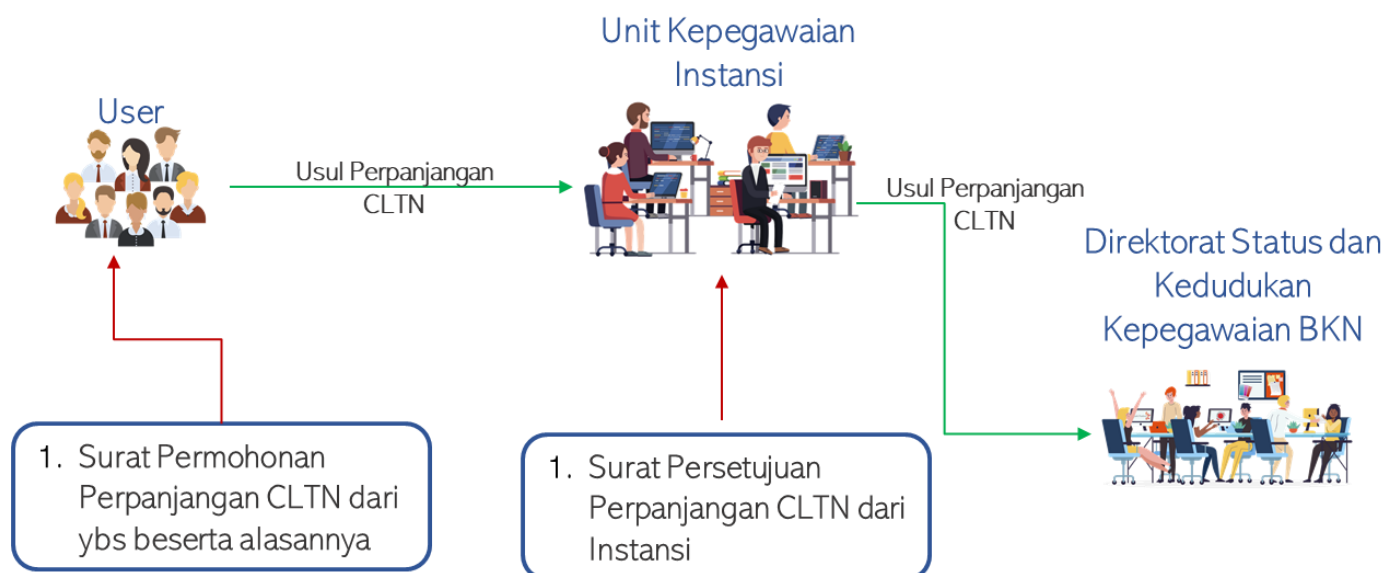 Unit Kepegawaian
Instansi
User
Usul Perpanjangan
CLTN
Usul Perpanjangan
CLTN
Direktorat Status dan
Kedudukan
Kepegawaian BKN
1. Surat Permohonan
Perpanjangan CLTN dari
ybs beserta alasannya
1. Surat Persetujuan
Perpanjangan CLTN dari
Instansi